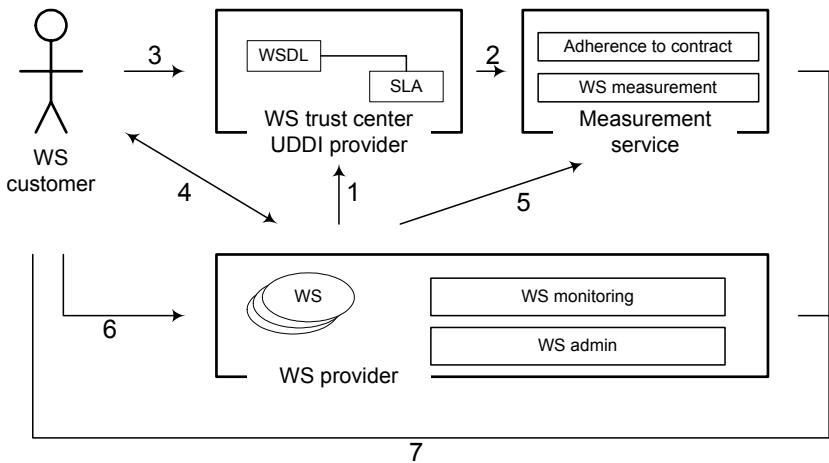 3
WSDL
SLA
WS trust center
UDDI provider
2
Adherence to contract
WS measurement
Measurement
service
WS
customer
4
1
5
6
WS
WS monitoring
WS admin
WS provider
7